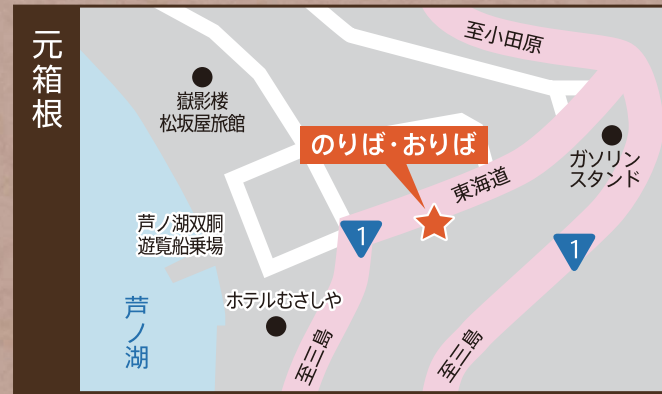 元箱根
至小田原
嶽影楼
松坂屋旅館
のりば・おりば
ガソリン
スタンド
東海道
芦ノ湖双胴
遊覧船乗場
1
1
ホテルむさしや
芦ノ湖
至三島
至三島